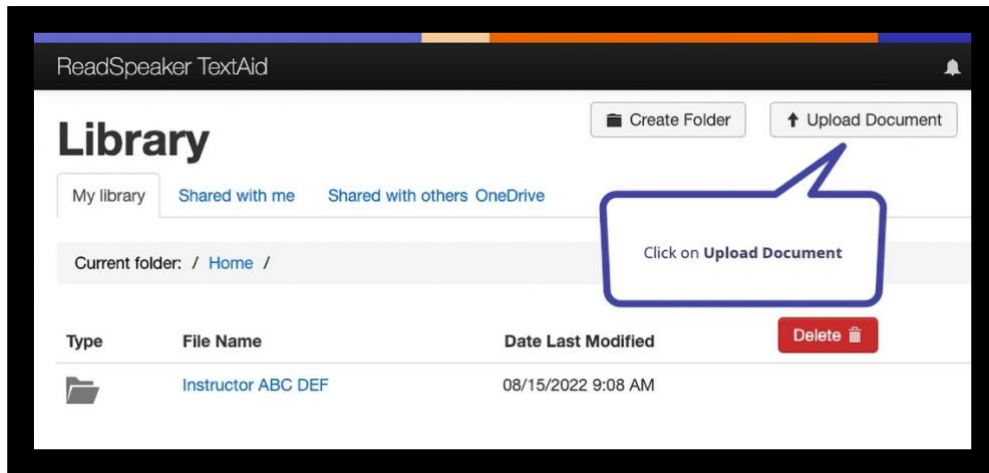 ReadSpeaker TextAid
Library
Create Folder
Upload Document
My library
Shared with me
Shared with others
OneDrive
Click on Upload Document
Current folder: / Home /
Type
File Name
Date Last Modified
Delete
Instructor ABC DEF
08/15/2022 9:08 AM